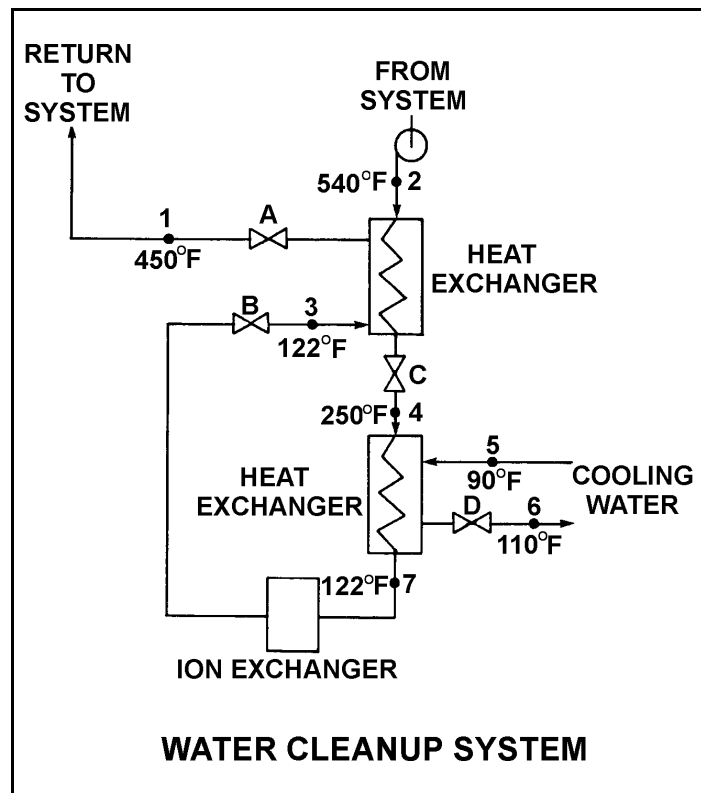 RETURN
TO
SYSTEM
FROM
SYSTEM
540°F 2
1
A
450°F
HEAT
EXCHANGER
B
3
122°F
C
250°F 4
5
HEAT
EXCHANGER
90°F
COOLING
WATER
D
6
110°F
122°F 7
ION EXCHANGER
WATER CLEANUP SYSTEM